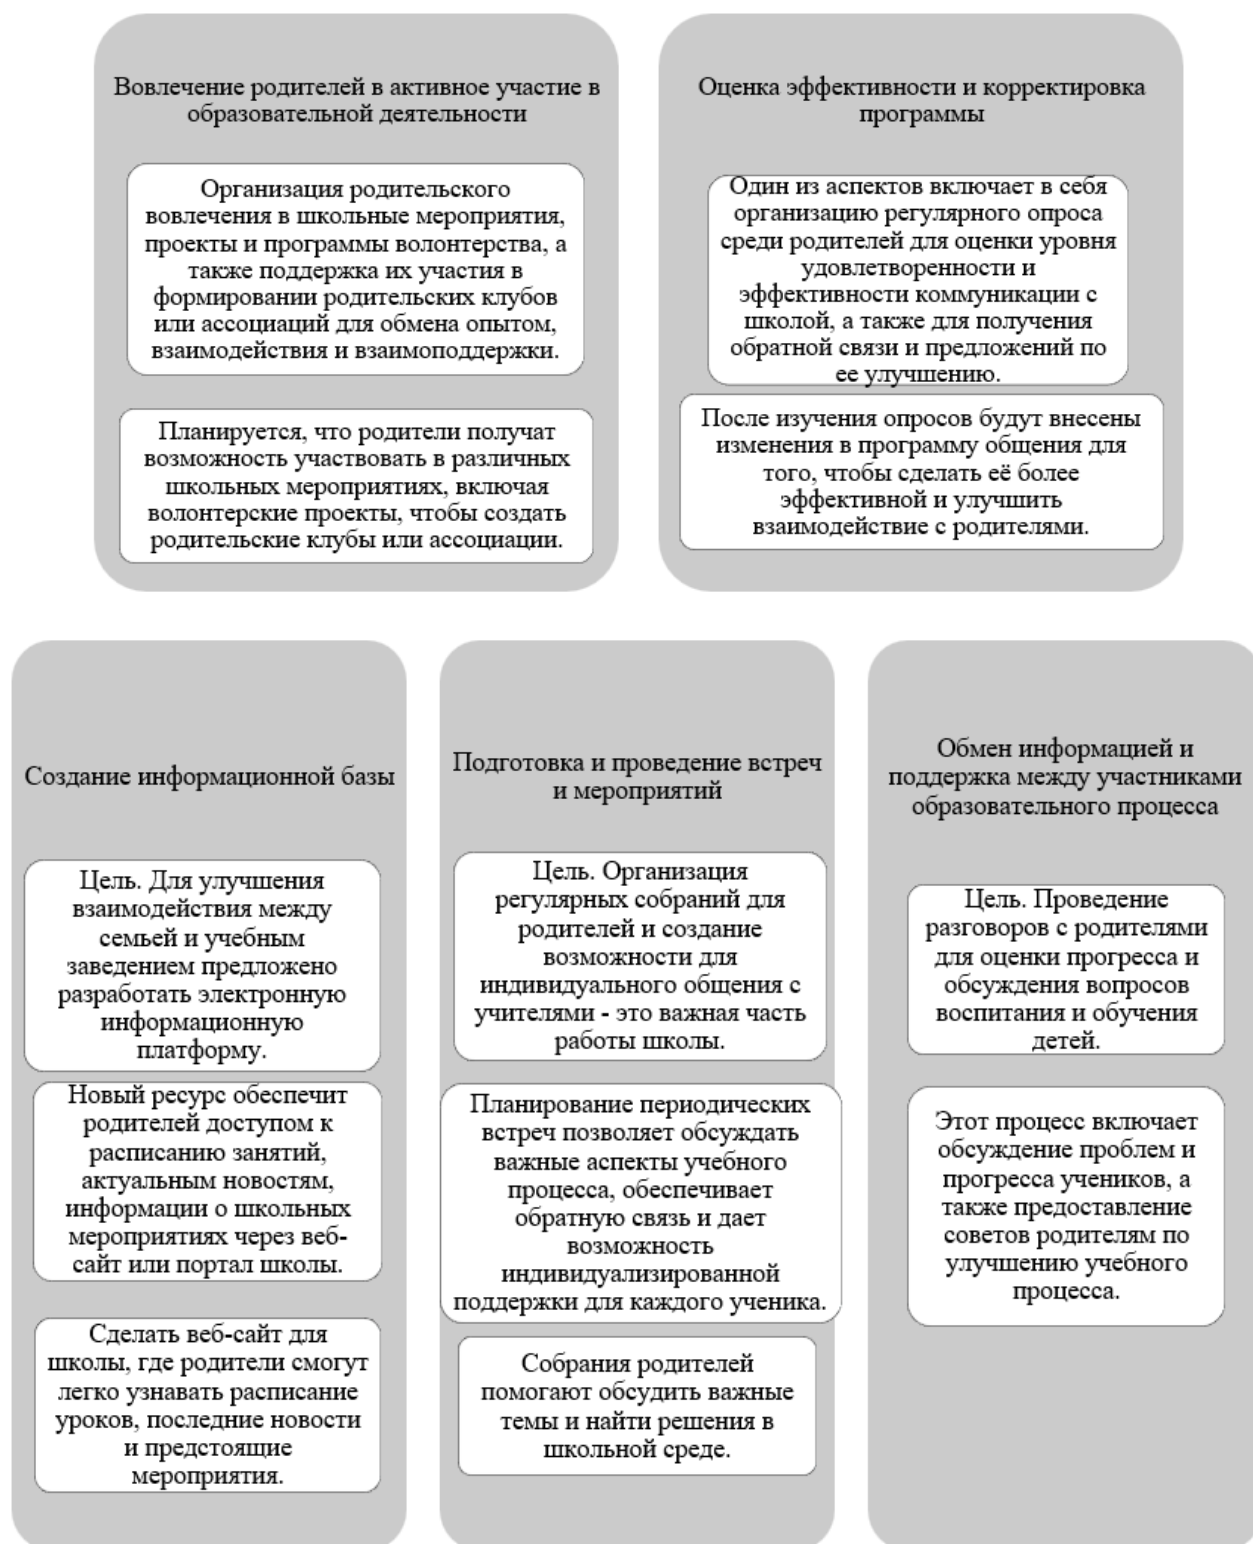 Вовлечение родителей в активное участие в
образовательной деятельности
Организация родительского
вовлечения в школьные мероприятия,
проекты и программы волонтерства, а
также поддержка их участия в
формировании родительских клубов
или ассоциаций для обмена опытом,
взаимодействия и взаимоподдержки.
Планируется, что родители получат
возможность участвовать в различных
школьных мероприятиях, включая
волонтерские проекты, чтобы создать
родительские клубы или ассоциации.
Оценка эффективности и корректировка
программы
Один из аспектов включает в себя
организацию регулярного опроса
среди родителей для оценки уровня
удовлетворенности и
эффективности коммуникации с
школой, а также для получения
обратной связи и предложений по
ее улучшению.
После изучения опросов будут внесены
изменения в программу общения для
того, чтобы сделать её более
эффективной и улучшить
взаимодействие с родителями.
Создание информационной базы
Цель. Для улучшения
взаимодействия между
семьей и учебным
заведением предложено
разработать электронную
информационную
платформу.
Новый ресурс обеспечит
родителей доступом к
расписанию занятий,
актуальным новостям,
информации о школьных
мероприятиях через веб-
сайт или портал школы.
Сделать веб-сайт для
школы, где родители смогут
легко узнавать расписание
уроков, последние новости
и предстоящие
мероприятия.
Подготовка и проведение встреч
и мероприятий
Цель. Организация
регулярных собраний для
родителей и создание
возможности для
индивидуального общения с
учителями - это важная часть
работы школы.
Планирование периодических
встреч позволяет обсуждать
важные аспекты учебного
процесса, обеспечивает
обратную связь и дает
возможность
индивидуализированной
поддержки для каждого ученика.
Собрания родителей
помогают обсудить важные
темы и найти решения в
школьной среде.
Обмен информацией и
поддержка между участниками
образовательного процесса
Цель. Проведение
разговоров с родителями
для оценки прогресса и
обсуждения вопросов
воспитания и обучения
детей.
Этот процесс включает
обсуждение проблем и
прогресса учеников, а
также предоставление
советов родителям по
улучшению учебного
процесса.